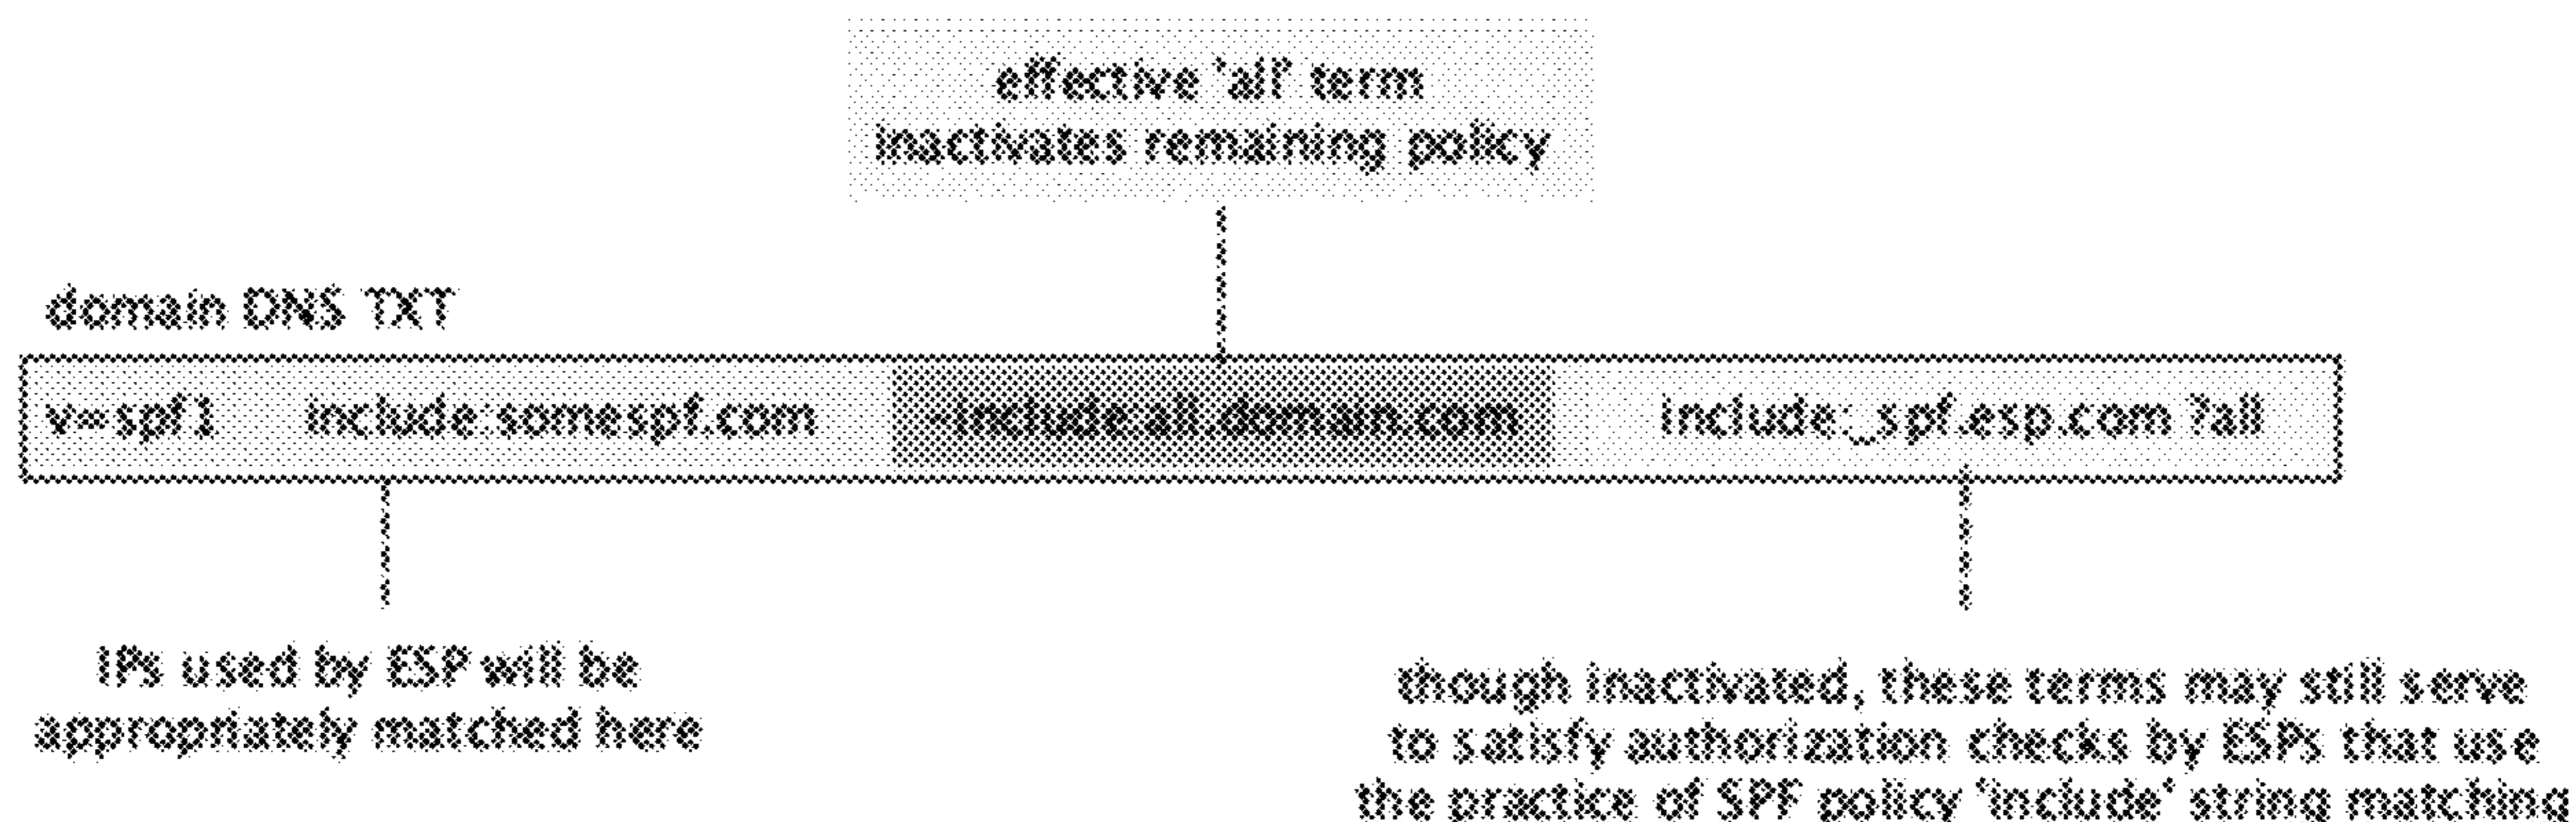 effective 'all' term
inactivates remaining policy
domain DNS TXT
v=spf1 include:somespf.com -include:all.domain.com include:_spf.esp.com ?all
IPs used by ESP will be
appropriately matched here
though inactivated, these terms may still serve
to satisfy authorization checks by ESPs that use
the practice of SPF policy 'include' string matching